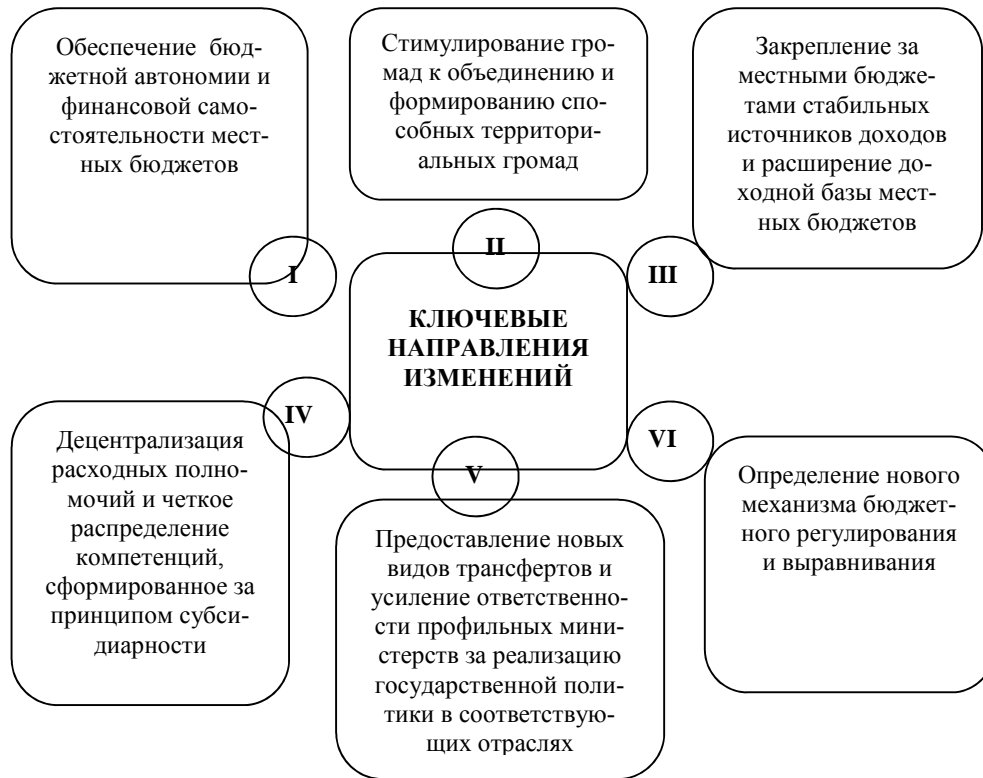 Обеспечение бюд-
жетной автономии и
финансовой само-
стоятельности мест-
ных бюджетов
I
Стимулирование гро-
мад к объединению и
формированию спо-
собных территори-
альных громад
II
Закрепление за
местными бюдже-
тами стабильных
источников доходов
и расширение до-
ходной базы мест-
ных бюджетов
III
КЛЮЧЕВЫЕ
НАПРАВЛЕНИЯ
ИЗМЕНЕНИЙ
IV
Децентрализация
расходных полно-
мочий и четкое
распределение
компетенций,
сформированное за
принципом субси-
диарности
V
Предоставление новых
видов трансфертов и
усиление ответственно-
сти профильных мини-
стерств за реализацию
государственной поли-
тики в соответствую-
щих отраслях
VI
Определение нового
механизма бюджет-
ного регулирования
и выравнивания